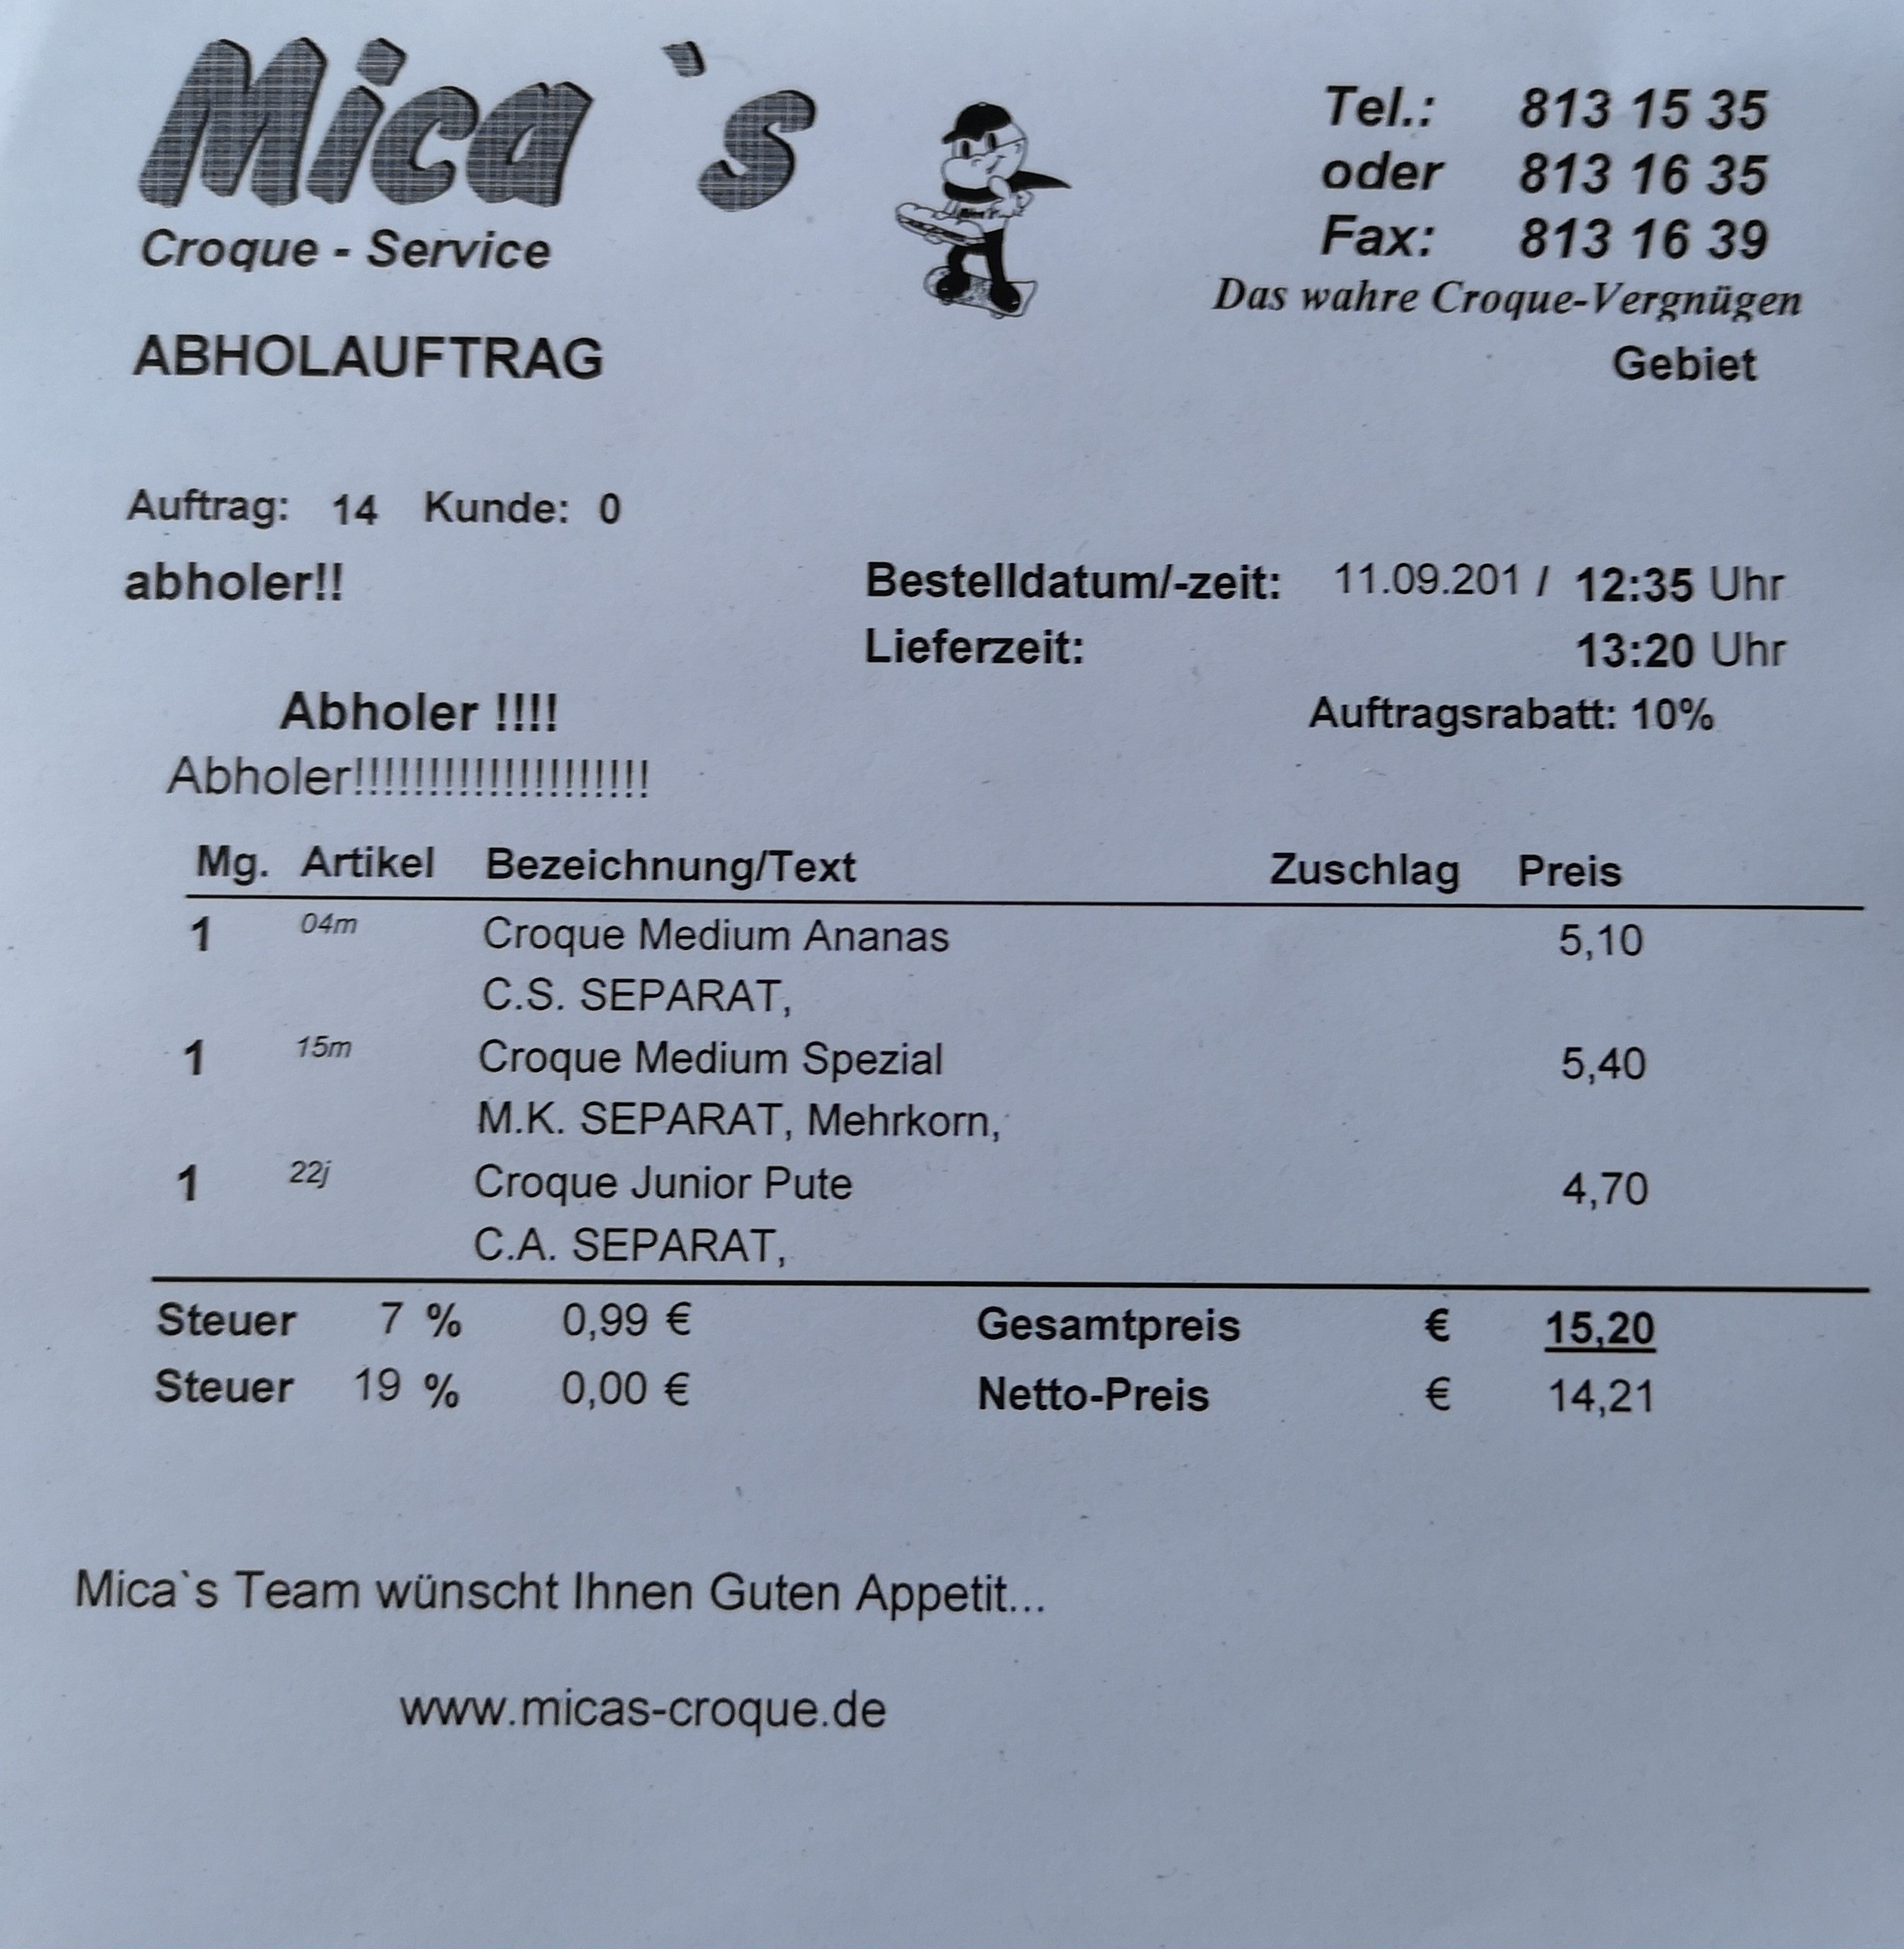 Mica`s
Croque - Service
Tel.: 813 15 35
oder 813 16 35
Fax: 813 16 39
Das wahre Croque-Vergnügen
ABHOLAUFTRAG
Gebiet
Auftrag: 14 Kunde: 0
abholer!!
Bestelldatum/-zeit: 11.09.201 / 12:35 Uhr
Lieferzeit: 13:20 Uhr
Abholer !!!!
Auftragsrabatt: 10%
Abholer!!!!!!!!!!!!!!!!!!!!
Mg. Artikel Bezeichnung/Text Zuschlag Preis
1 04m Croque Medium Ananas 5,10
C.S. SEPARAT,
1 15m Croque Medium Spezial 5,40
M.K. SEPARAT, Mehrkorn,
1 22j Croque Junior Pute 4,70
C.A. SEPARAT,
Steuer 7 % 0,99 € Gesamtpreis € 15,20
Steuer 19 % 0,00 € Netto-Preis € 14,21
Mica`s Team wünscht Ihnen Guten Appetit...
www.micas-croque.de